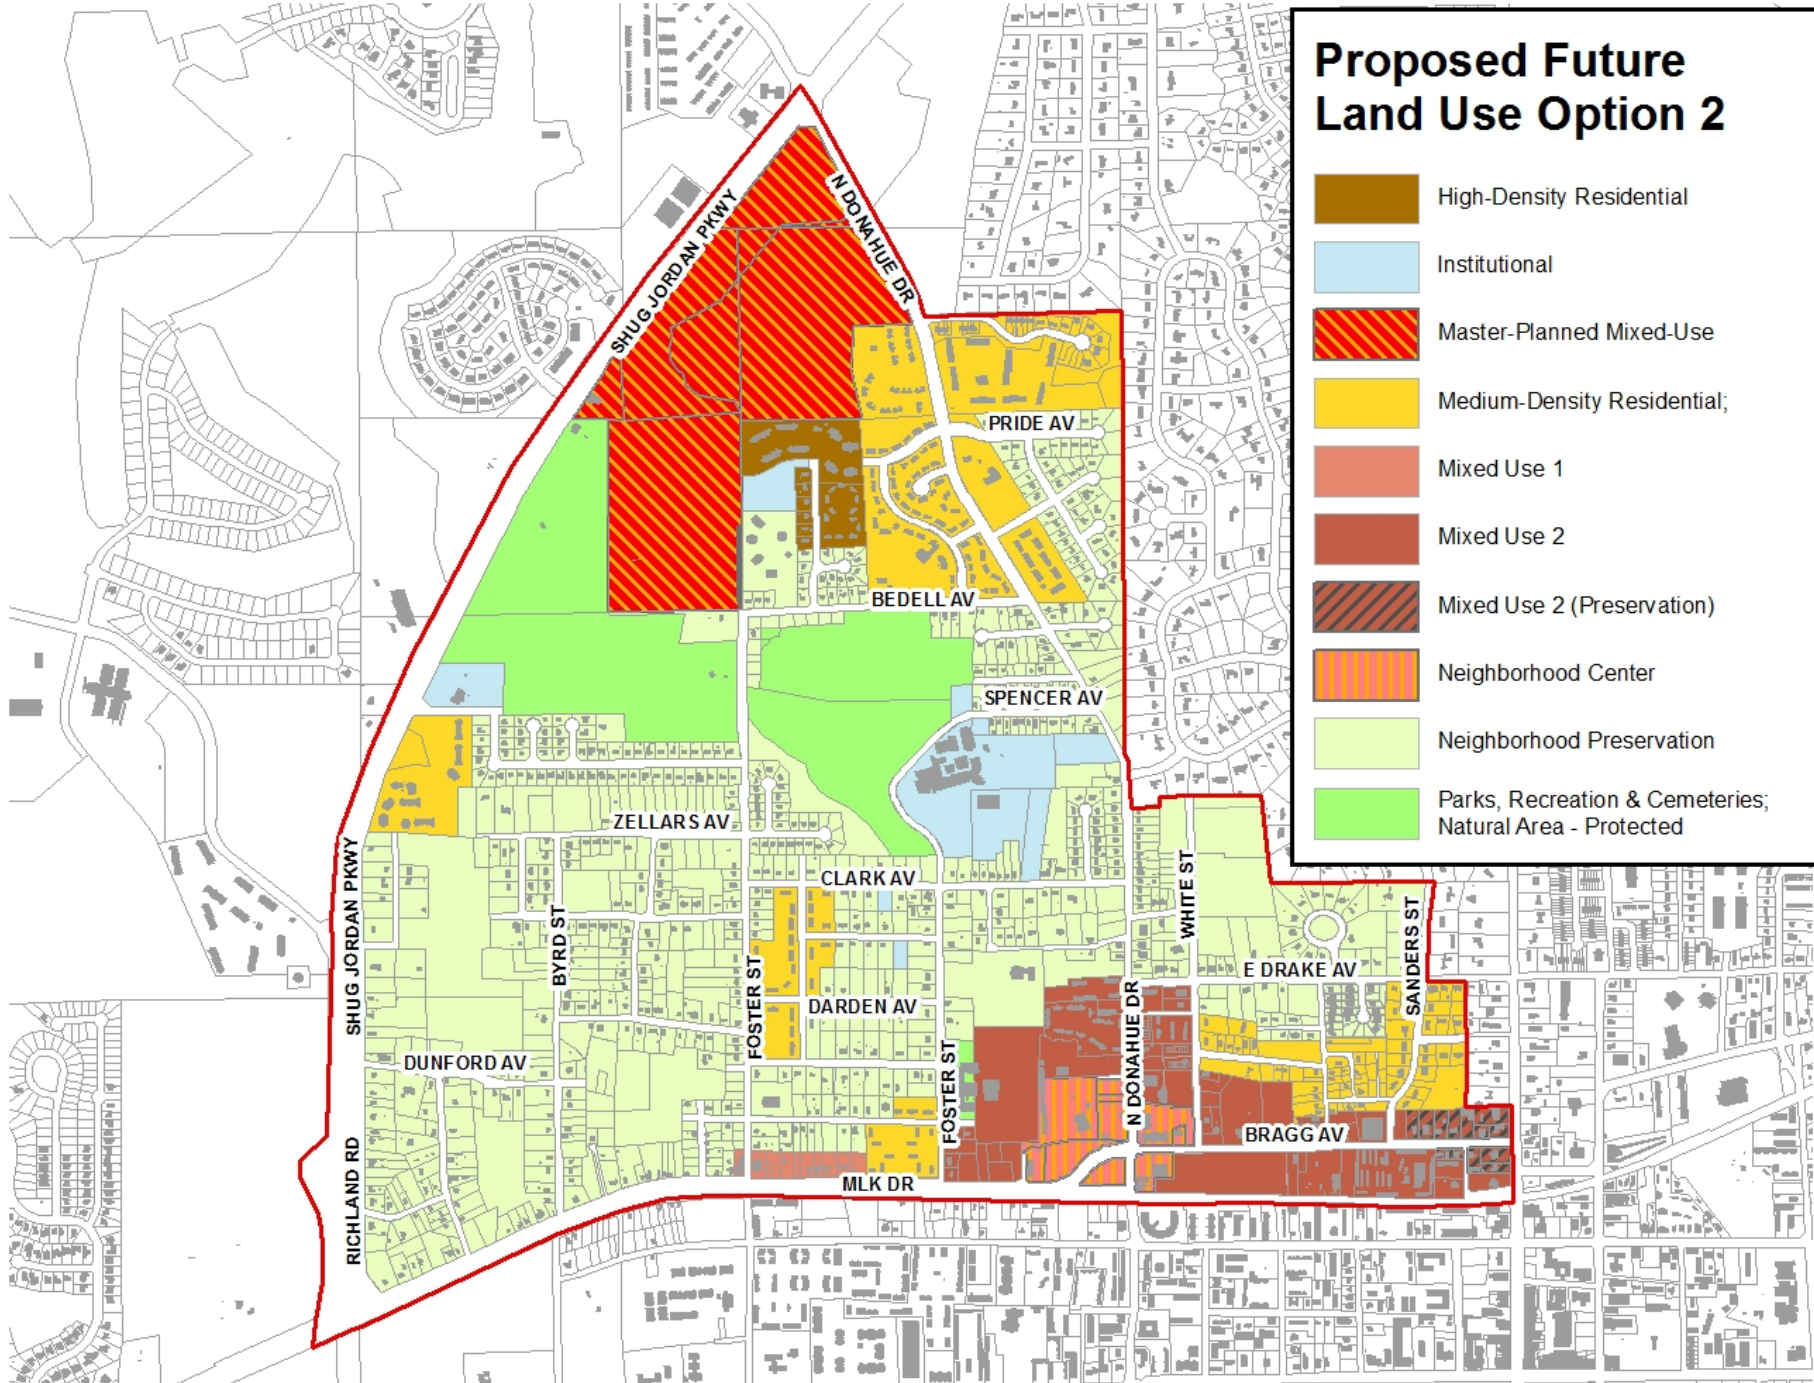 Proposed Future
Land Use Option 2
High-Density Residential
Institutional
Master-Planned Mixed-Use
Medium-Density Residential;
Mixed Use 1
Mixed Use 2
Mixed Use 2 (Preservation)
Neighborhood Center
Neighborhood Preservation
Parks, Recreation & Cemeteries;
Natural Area - Protected
SHUG JORDAN PKWY
N DONAHUE DR
PRIDE AV
BEDELL AV
SPENCER AV
ZELLARS AV
CLARK AV
SHUG JORDAN PKWY
BYRD ST
WHITE ST
SANDERS ST
E DRAKE AV
FOSTER ST
DARDEN AV
N DONAHUE DR
DUNFORD AV
FOSTER ST
BRAGG AV
MLK DR
RICHLAND RD